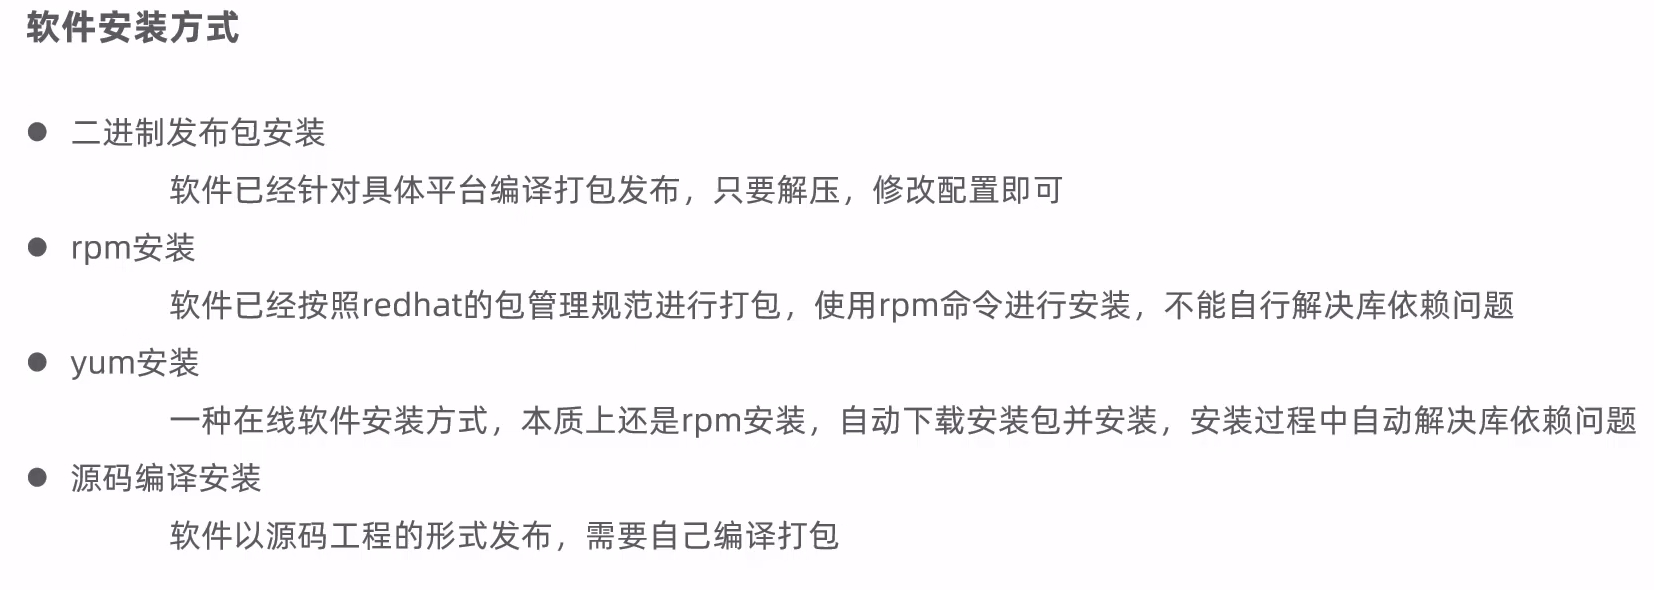 软件安装方式
● 二进制发布包安装
软件已经针对具体平台编译打包发布，只要解压，修改配置即可
● rpm安装
软件已经按照redhat的包管理规范进行打包，使用rpm命令进行安装，不能自行解决库依赖问题
● yum安装
一种在线软件安装方式，本质上还是rpm安装，自动下载安装包并安装，安装过程中自动解决库依赖问题
● 源码编译安装
软件以源码工程的形式发布，需要自己编译打包